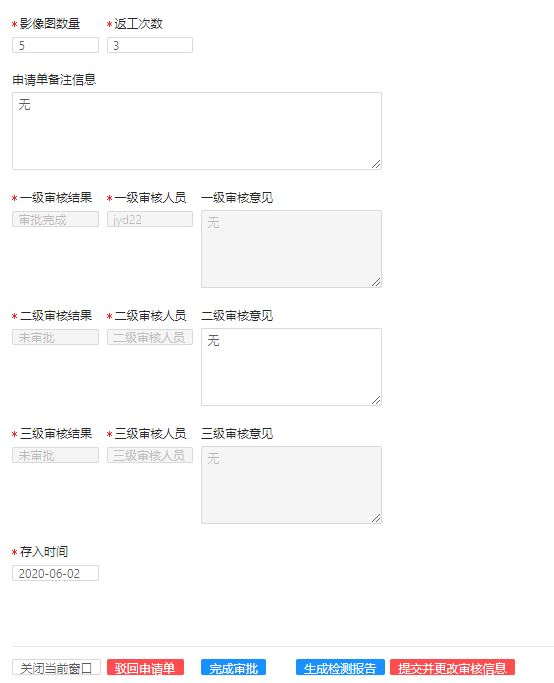 * 影像图数量 * 返工次数
5 3
申请单备注信息
无
* 一级审核结果 * 一级审核人员 一级审核意见
审批完成 jyd22 无
* 二级审核结果 * 二级审核人员 二级审核意见
未审批 二级审核人员 无
* 三级审核结果 * 三级审核人员 三级审核意见
未审批 三级审核人员 无
* 存入时间
2020-06-02
关闭当前窗口 驳回申请单 完成审批 生成检测报告 提交并更改审核信息